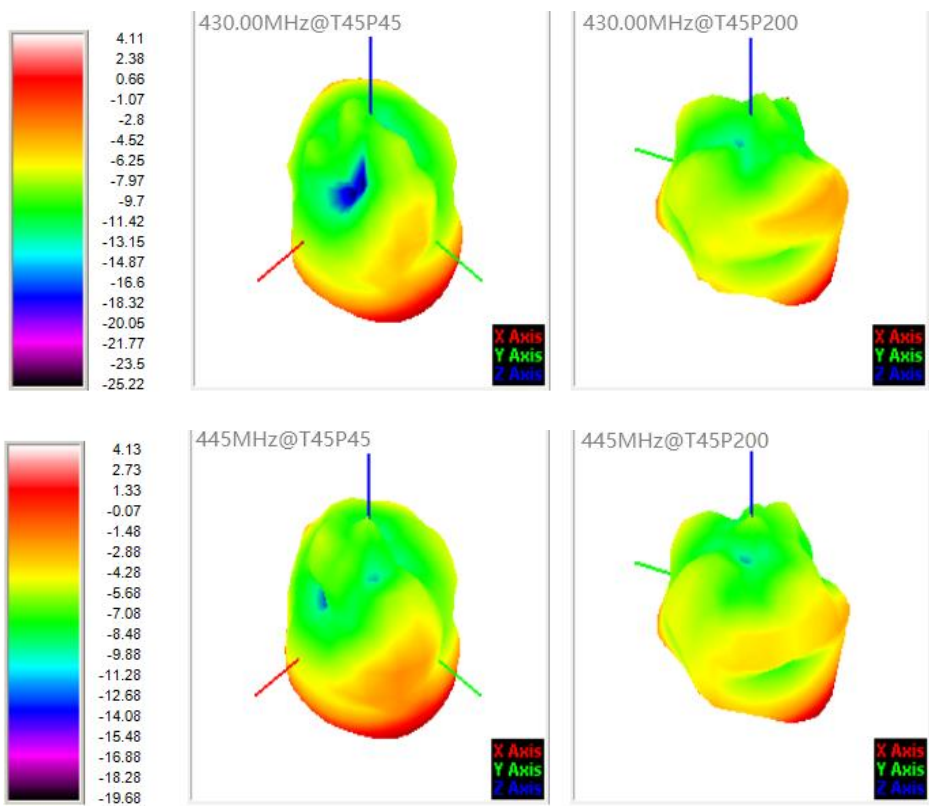 430.00MHz@T45P45
430.00MHz@T45P200
4.11
2.38
0.66
-1.07
-2.8
-4.52
-6.25
-7.97
-9.7
-11.42
-13.15
-14.87
-16.6
-18.32
-20.05
-21.77
-23.5
-25.22
X Axis
Y Axis
Z Axis
X Axis
Y Axis
Z Axis
445MHz@T45P45
445MHz@T45P200
4.13
2.73
1.33
-0.07
-1.48
-2.88
-4.28
-5.68
-7.08
-8.48
-9.88
-11.28
-12.68
-14.08
-15.48
-16.88
-18.28
-19.68
X Axis
Y Axis
Z Axis
X Axis
Y Axis
Z Axis